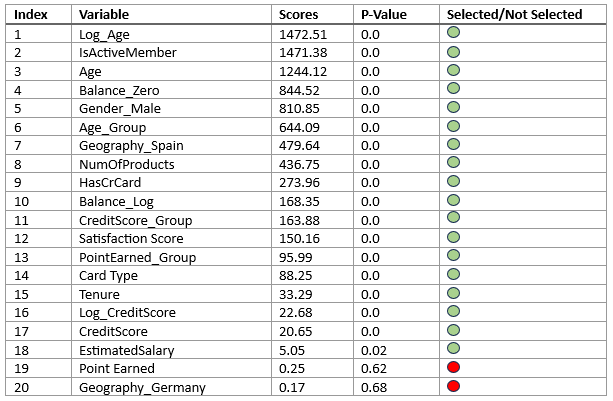 Index Variable Scores P-Value Selected/Not Selected
1 Log_Age 1472.51 0.0
2 IsActiveMember 1471.38 0.0
3 Age 1244.12 0.0
4 Balance_Zero 844.52 0.0
5 Gender_Male 810.85 0.0
6 Age_Group 644.09 0.0
7 Geography_Spain 479.64 0.0
8 NumOfProducts 436.75 0.0
9 HasCrCard 273.96 0.0
10 Balance_Log 168.35 0.0
11 CreditScore_Group 163.88 0.0
12 Satisfaction Score 150.16 0.0
13 PointEarned_Group 95.99 0.0
14 Card Type 88.25 0.0
15 Tenure 33.29 0.0
16 Log_CreditScore 22.68 0.0
17 CreditScore 20.65 0.0
18 EstimatedSalary 5.05 0.02
19 Point Earned 0.25 0.62
20 Geography_Germany 0.17 0.68